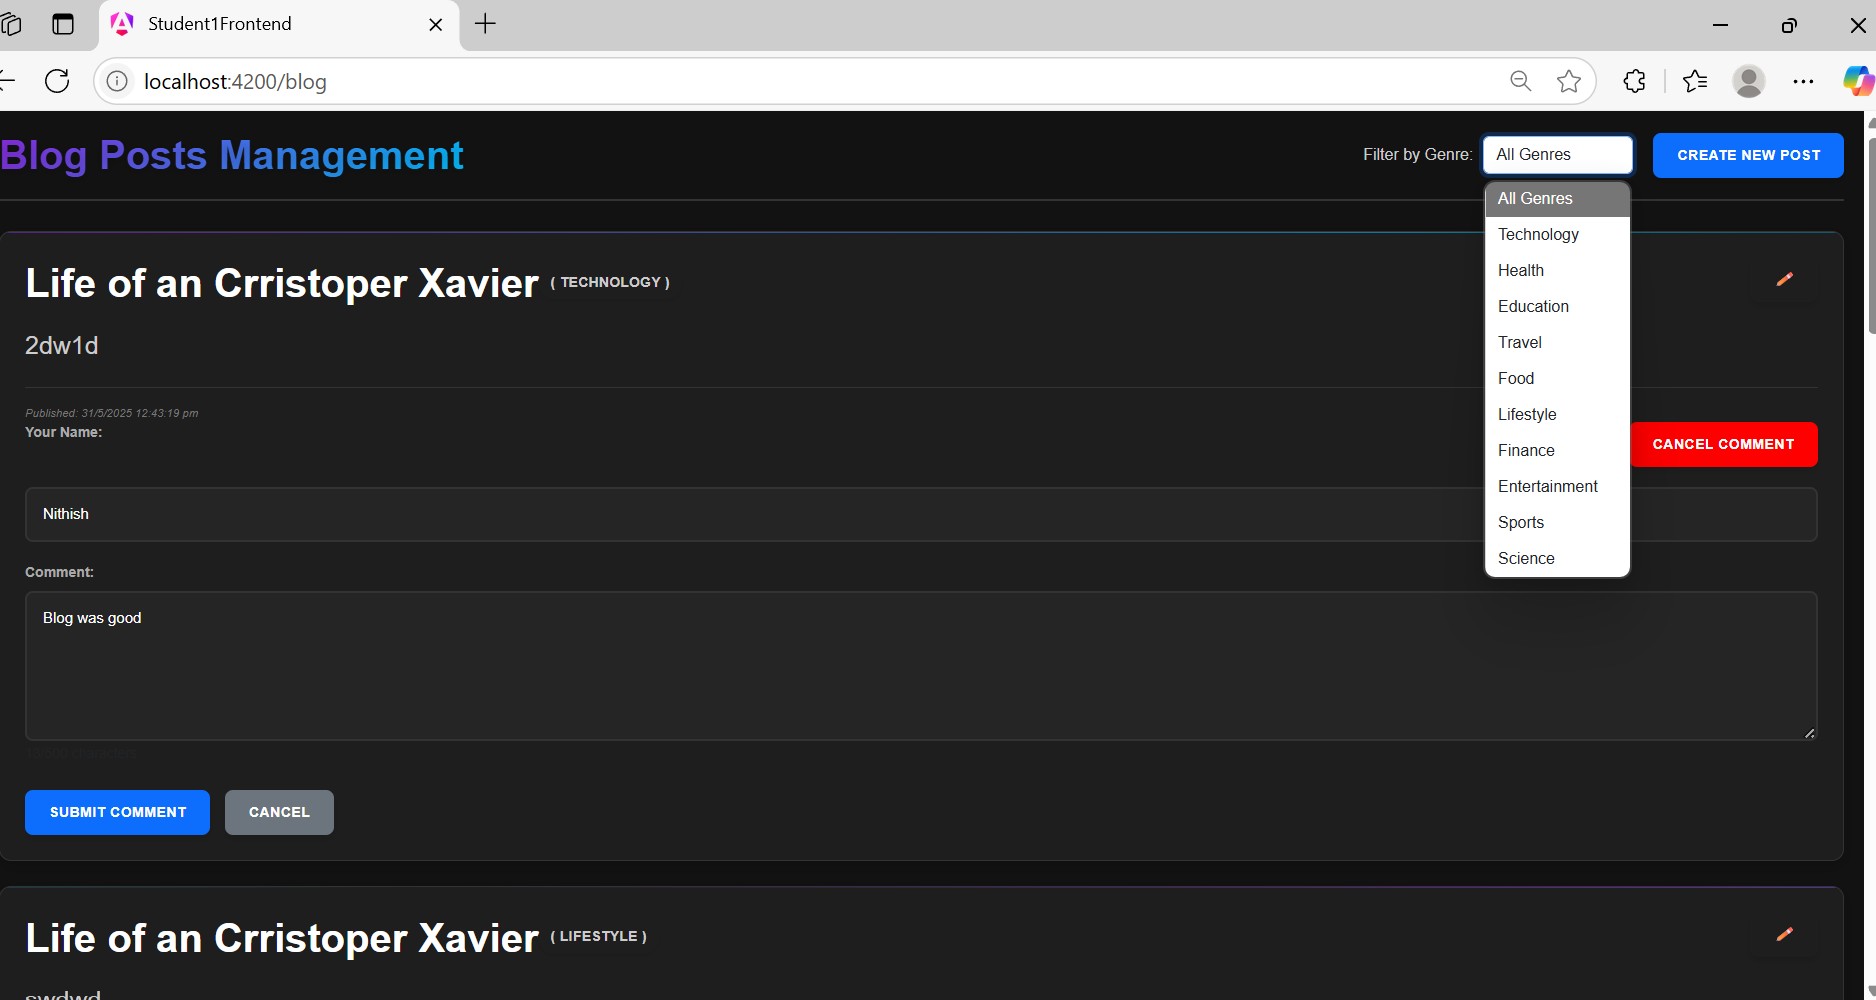 Student1Frontend
localhost:4200/blog
Blog Posts Management
Filter by Genre:
All Genres
CREATE NEW POST
All Genres
Technology
Health
Education
Travel
Food
Lifestyle
Finance
Entertainment
Sports
Science
Life of an Crristoper Xavier ( TECHNOLOGY )
2dw1d
Published: 31/5/2025 12:43:19 pm
Your Name:
CANCEL COMMENT
Nithish
Comment:
Blog was good
SUBMIT COMMENT
CANCEL
Life of an Crristoper Xavier ( LIFESTYLE )
swdwd